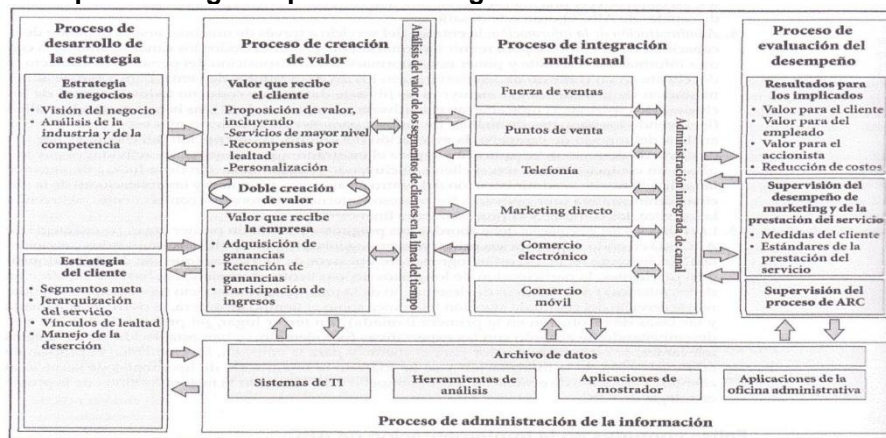 Proceso de
desarrollo de
la estrategia
Estrategia
de negocios
• Visión del negocio
• Análisis de la
industria y de la
competencia
Estrategia
del cliente
• Segmentos meta
• Jerarquización
del servicio
• Vínculos de lealtad
• Manejo de la
deserción
Proceso de creación
de valor
Valor que recibe
el cliente
• Proposición de valor,
incluyendo
-Servicios de mayor nivel
-Recompensas por
lealtad
-Personalización
Doble creación
de valor
Valor que recibe
la empresa
• Adquisición de
ganancias
• Retención de
ganancias
• Participación de
ingresos
Análisis del valor de los segmentos de clientes en la línea del tiempo
Proceso de integración
multicanal
Fuerza de ventas
Puntos de venta
Telefonía
Marketing directo
Comercio
electrónico
Comercio
móvil
Administración integrada de canal
Proceso de
evaluación del
desempeño
Resultados para
los implicados
• Valor para el cliente
• Valor para del
empleado
• Valor para el
accionista
• Reducción de costos
Supervisión del
desempeño de
marketing y de la
prestación del servicio
• Medidas del cliente
• Estándares de la
prestación del
servicio
Supervisión del
proceso de ARC
Archivo de datos
Sistemas de TI
Herramientas de
análisis
Aplicaciones de
mostrador
Aplicaciones de la
oficina administrativa
Proceso de administración de la información